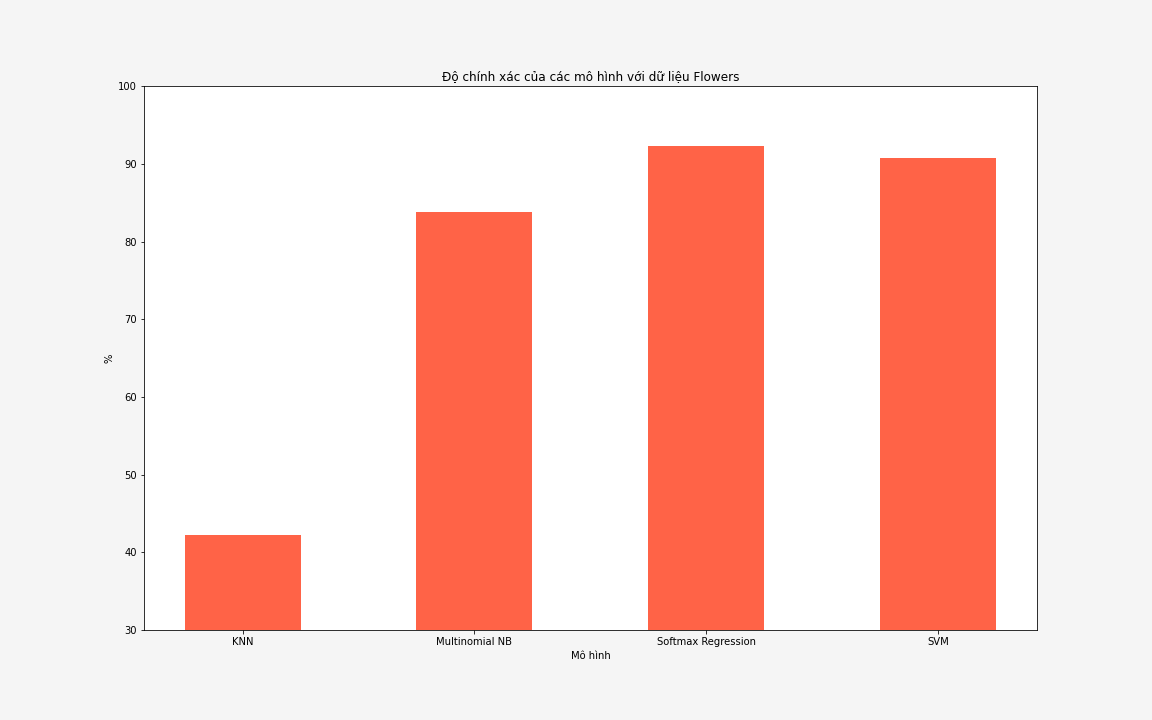 Độ chính xác của các mô hình với dữ liệu Flowers
100
90
80
70
60
50
40
30
%
KNN
Multinomial NB
Softmax Regression
SVM
Mô hình